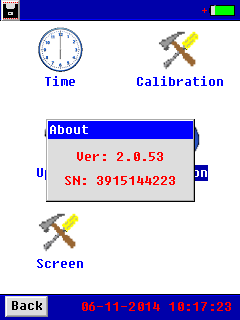 Time
Calibration
About
Ver: 2.0.53
SN: 3915144223
Screen
Back
06-11-2014 10:17:23